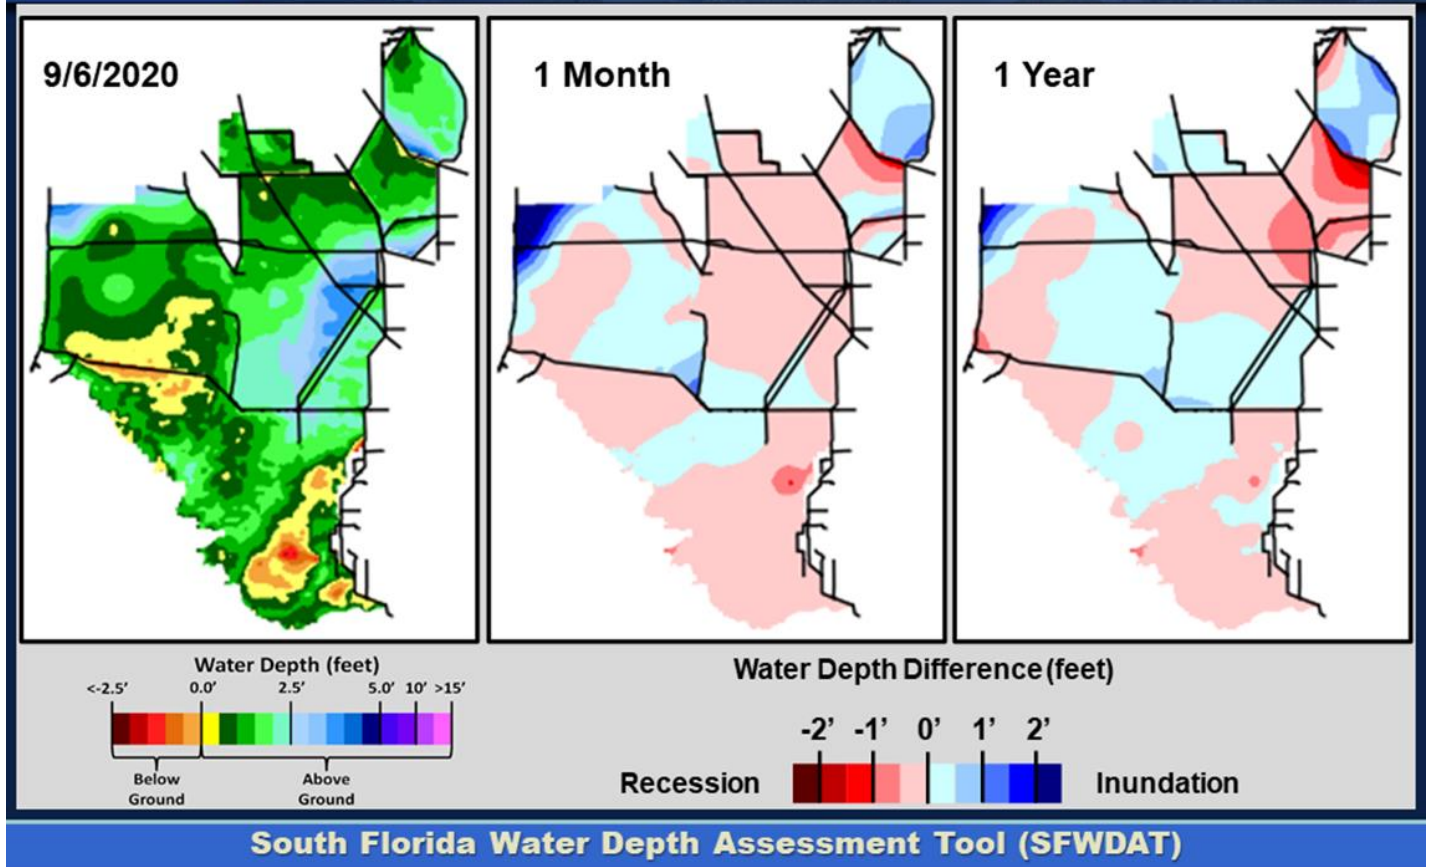 9/6/2020
1 Month
1 Year
Water Depth (feet)
<-2.5′ 0.0′ 2.5′ 5.0′ 10′ >15′
Below
Ground
Above
Ground
Water Depth Difference (feet)
-2’ -1’ 0’ 1’ 2’
Recession
Inundation
South Florida Water Depth Assessment Tool (SFWDAT)